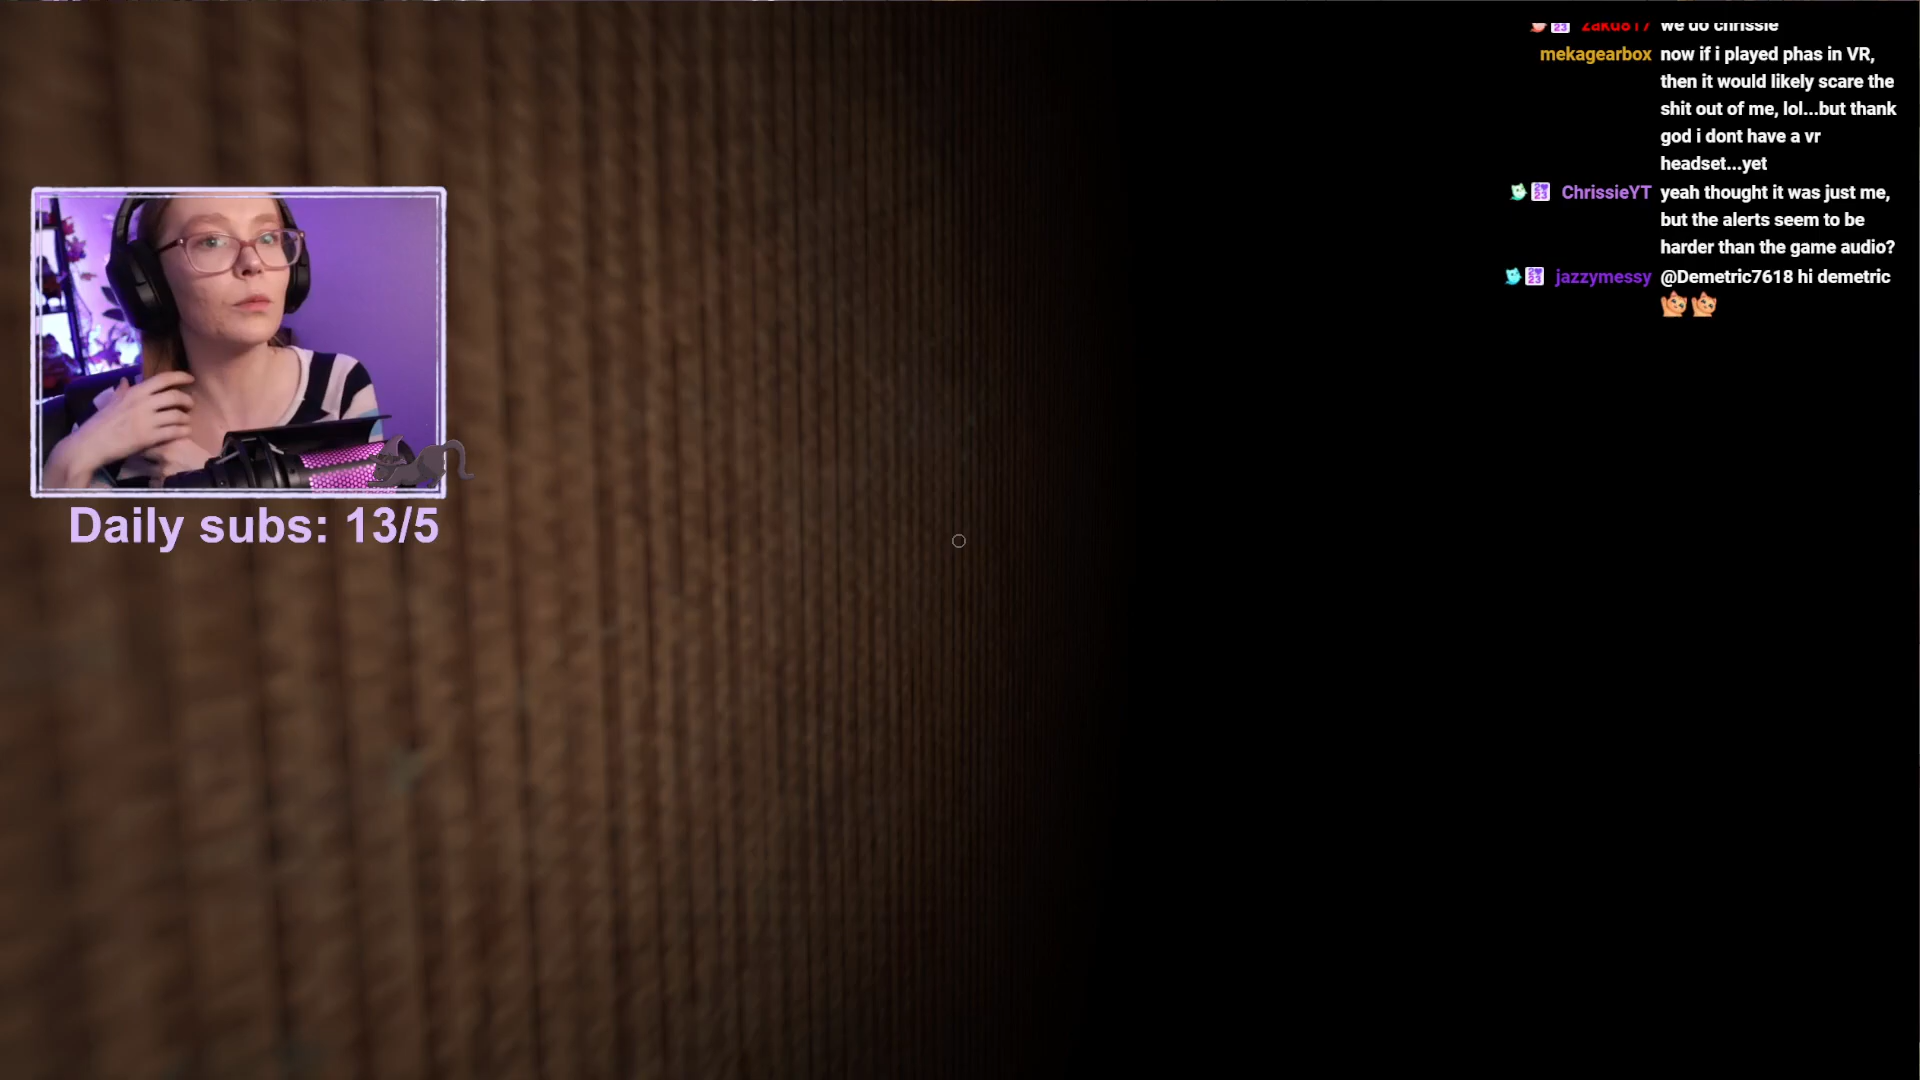 we do chrissie
mekagearbox now if i played phas in VR,
then it would likely scare the
shit out of me, lol...but thank
god i dont have a vr
headset...yet
ChrissieYT yeah thought it was just me,
but the alerts seem to be
harder than the game audio?
jazzymessy @Demetric7618 hi demetric
Daily subs: 13/5